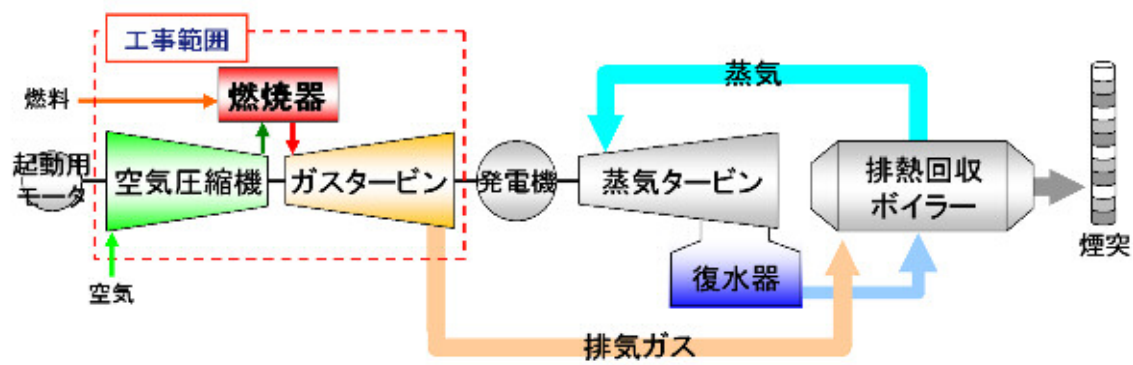 工事範囲
燃料
燃焼器
蒸気
起動用
モータ
空気圧縮機
ガスタービン
発電機
蒸気タービン
排熱回収
ボイラー
煙突
空気
復水器
排気ガス